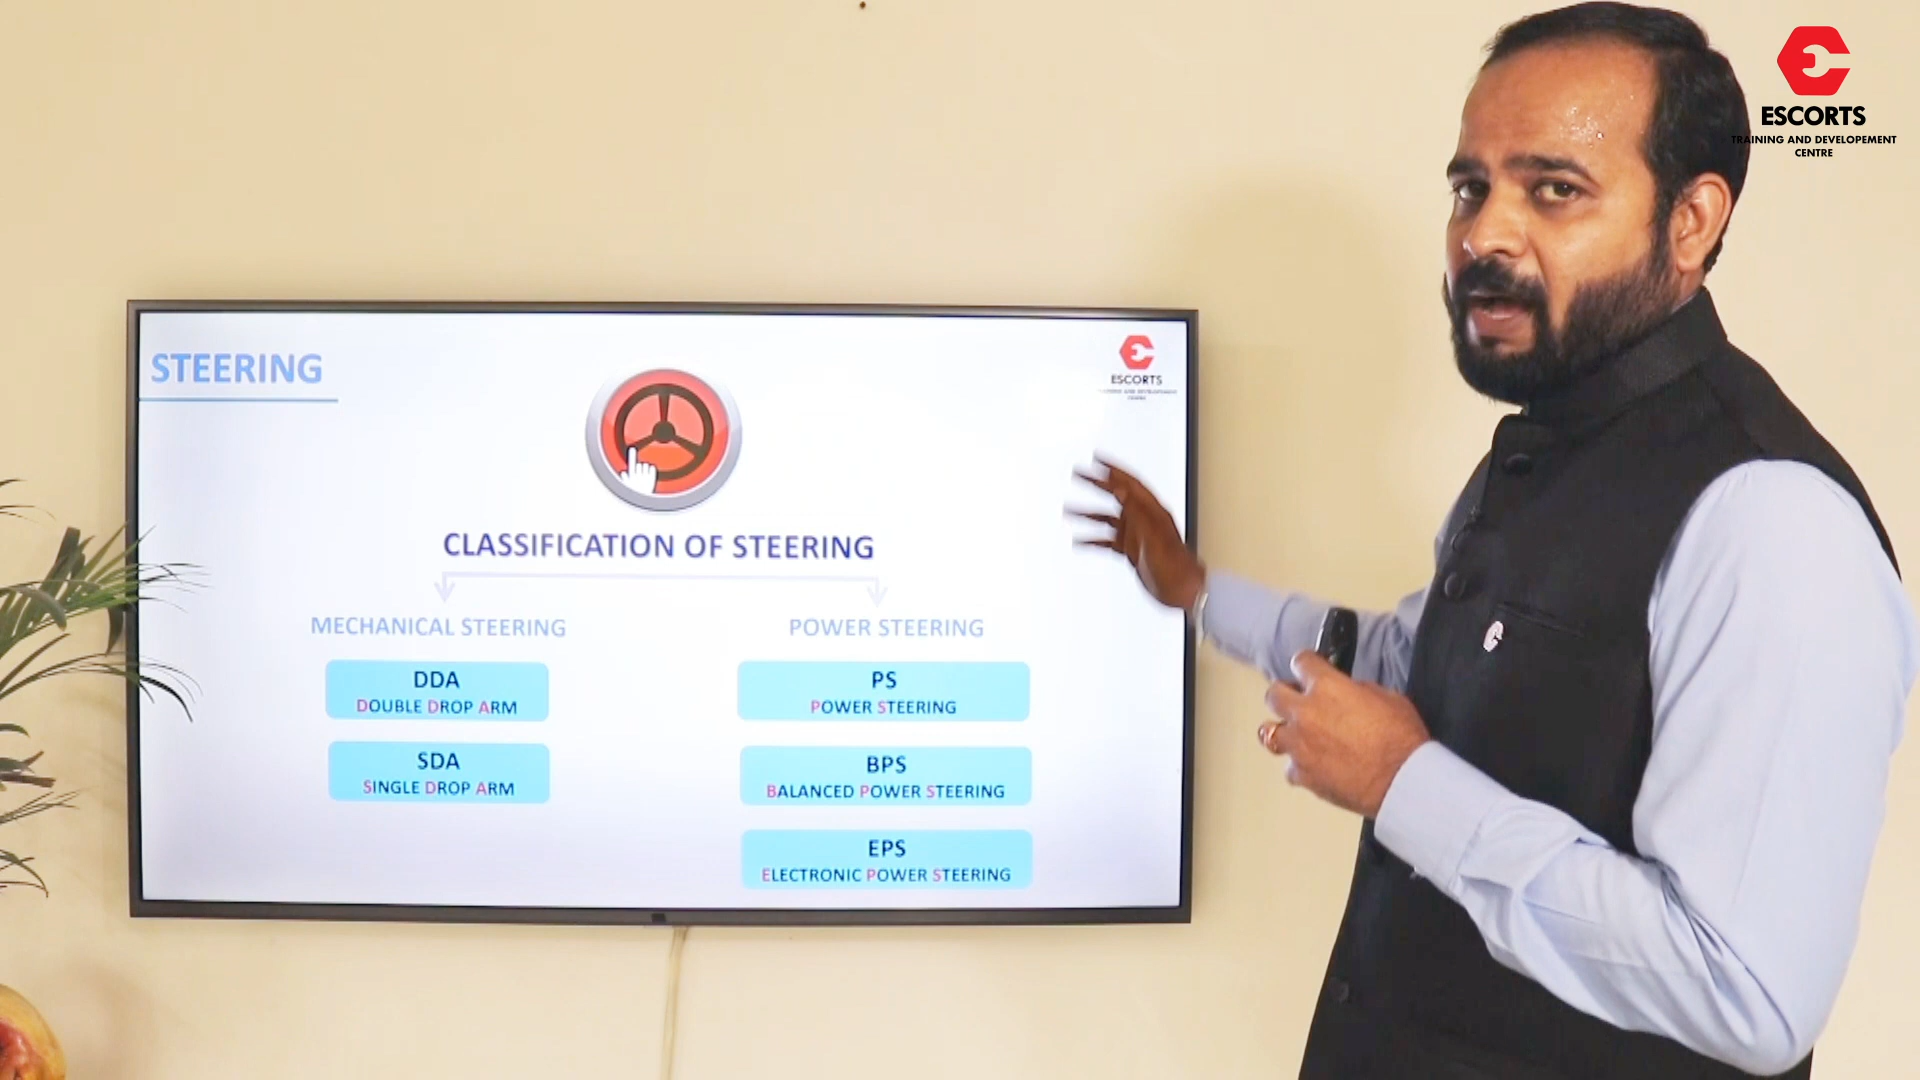 ESCORTS
TRAINING AND DEVELOPEMENT
CENTRE
STEERING
ESCORTS
CLASSIFICATION OF STEERING
MECHANICAL STEERING
POWER STEERING
DDA
DOUBLE DROP ARM
SDA
SINGLE DROP ARM
PS
POWER STEERING
BPS
BALANCED POWER STEERING
EPS
ELECTRONIC POWER STEERING